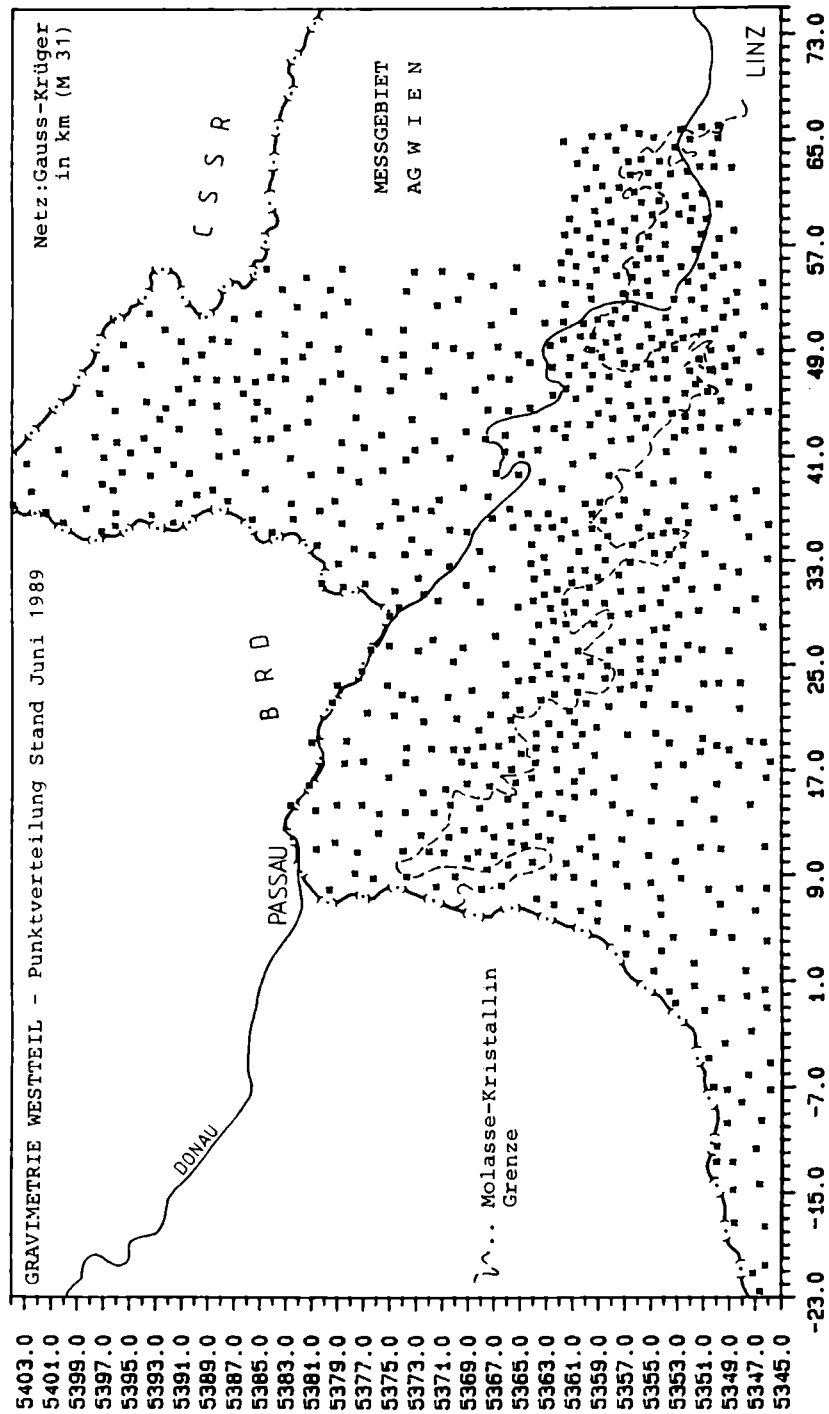 GRAVIMETRIE WESTTEIL - Punktverteilung Stand Juni 1989
Netz:Gauss-Krüger
in km (M 31)
C S S R
B R D
MESSGEBIET
AG W I E N
PASSAU
DONAU
LINZ
... Molasse-Kristallin
Grenze
5403.0
5401.0
5399.0
5397.0
5395.0
5393.0
5391.0
5389.0
5387.0
5385.0
5383.0
5381.0
5379.0
5377.0
5375.0
5373.0
5371.0
5369.0
5367.0
5365.0
5363.0
5361.0
5359.0
5357.0
5355.0
5353.0
5351.0
5349.0
5347.0
5345.0
-23.0 -15.0 -7.0 1.0 9.0 17.0 25.0 33.0 41.0 49.0 57.0 65.0 73.0